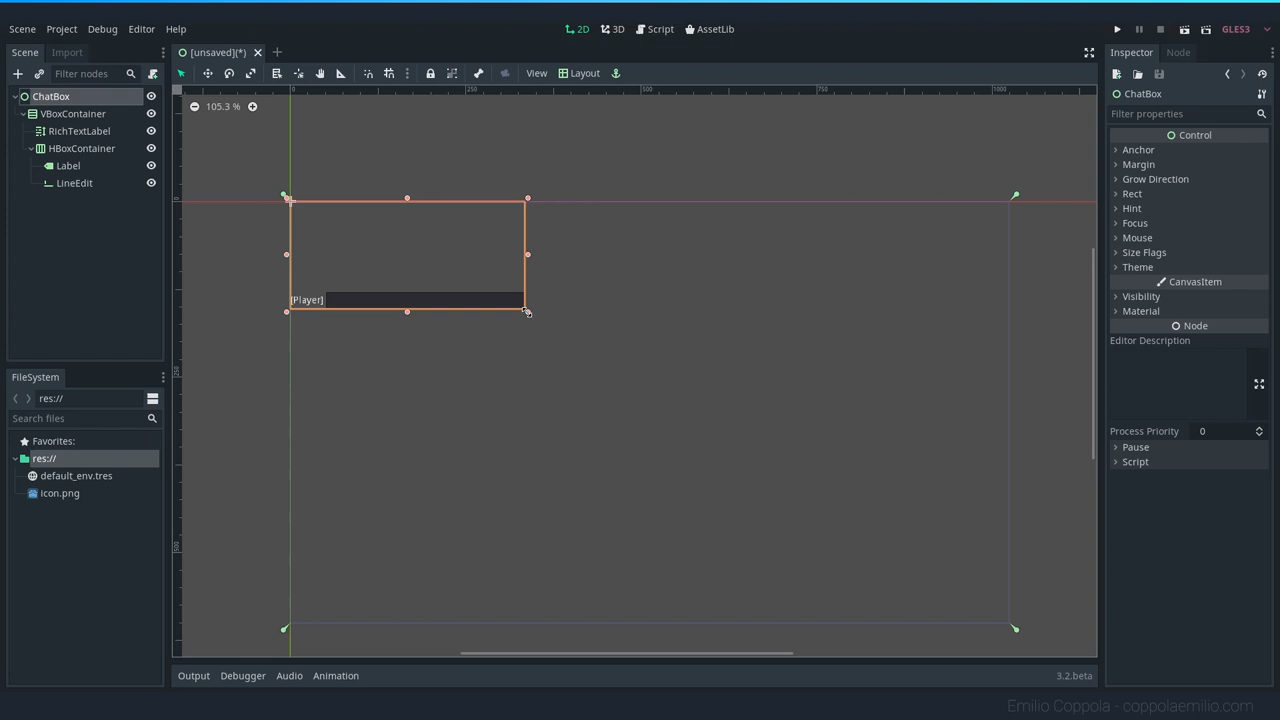 Scene Project Debug Editor Help
2D 3D Script AssetLib
GLES3
Scene Import
[unsaved](*)
Inspector Node
Filter nodes
View Layout
ChatBox
VBoxContainer
RichTextLabel
HBoxContainer
Label
LineEdit
0 250 500 750 1000
105.3 %
0
250
500
[Player]
ChatBox
Filter properties
Control
Anchor
Margin
Grow Direction
Rect
Hint
Focus
Mouse
Size Flags
Theme
CanvasItem
Visibility
Material
Node
Editor Description
Process Priority 0
Pause
Script
FileSystem
res://
Search files
Favorites:
res://
default_env.tres
icon.png
Output Debugger Audio Animation
3.2.beta
Emilio Coppola - coppolaemilio.com